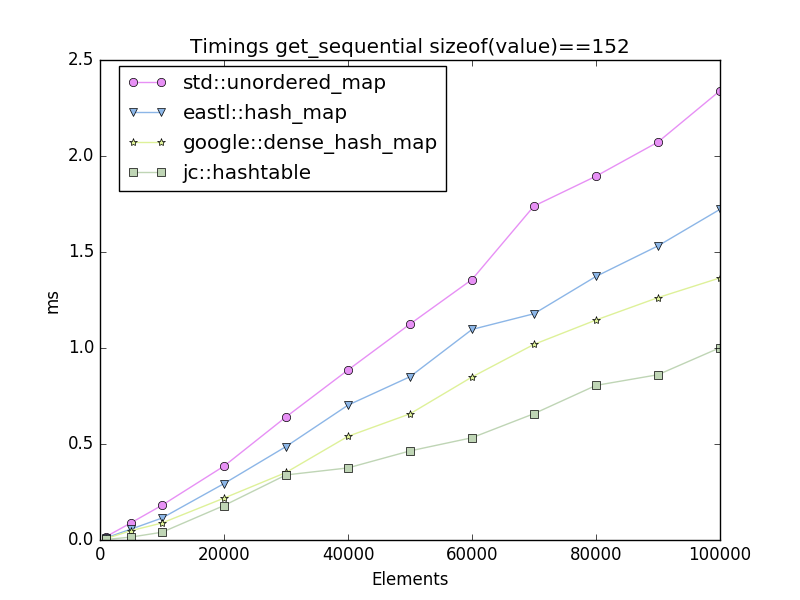 Timings get_sequential sizeof(value)==152
2.5
2.0
1.5
1.0
0.5
0.0
ms
std::unordered_map
eastl::hash_map
google::dense_hash_map
jc::hashtable
0 20000 40000 60000 80000 100000
Elements